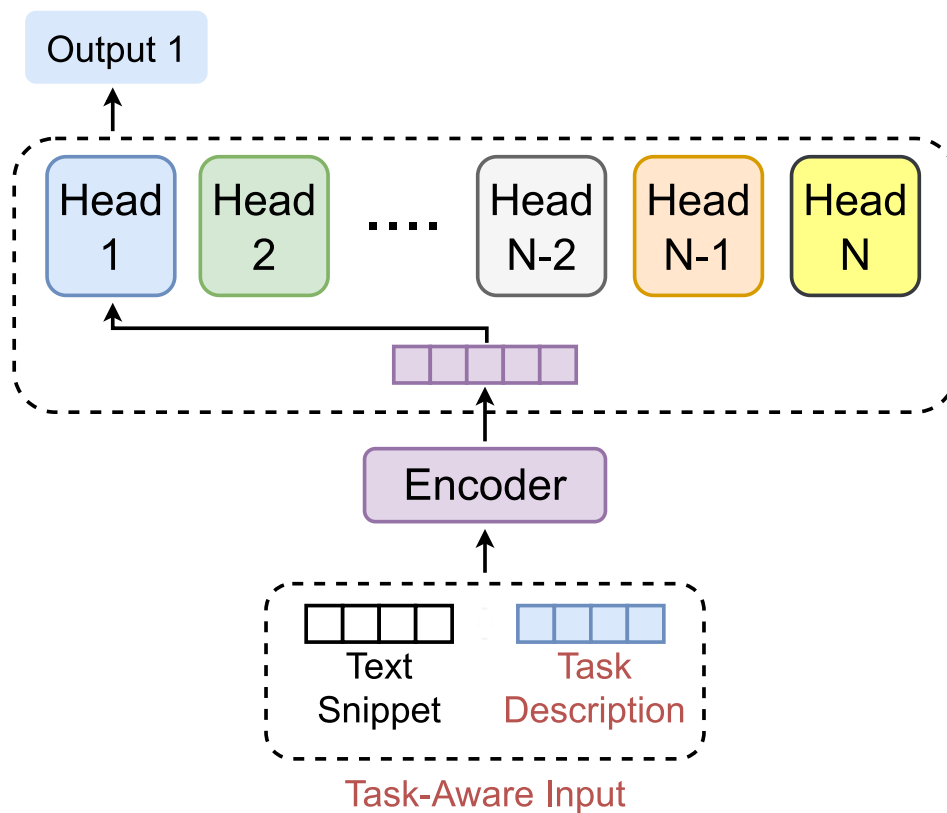 Output 1
Head 1
Head 2
....
Head N-2
Head N-1
Head N
Encoder
Text Snippet
Task Description
Task-Aware Input